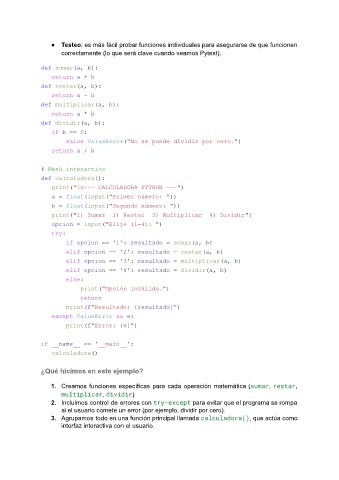 ● Testeo: es más fácil probar funciones individuales para asegurarse de que funcionen
correctamente (lo que será clave cuando veamos Pytest).
def sumar(a, b):
return a + b
def restar(a, b):
return a - b
def multiplicar(a, b):
return a * b
def dividir(a, b):
if b == 0:
raise ValueError("No se puede dividir por cero.")
return a / b
# Menú interactivo
def calculadora():
print("\n--- CALCULADORA PYTHON ---")
a = float(input("Primer número: "))
b = float(input("Segundo número: "))
print("1) Sumar  2) Restar  3) Multiplicar  4) Dividir")
opcion = input("Elije (1-4): ")
try:
if opcion == '1': resultado = sumar(a, b)
elif opcion == '2': resultado = restar(a, b)
elif opcion == '3': resultado = multiplicar(a, b)
elif opcion == '4': resultado = dividir(a, b)
else:
print("Opción inválida.")
return
print(f"Resultado: {resultado}")
except ValueError as e:
print(f"Error: {e}")
if __name__ == '__main__':
calculadora()
¿Qué hicimos en este ejemplo?
1. Creamos funciones específicas para cada operación matemática (sumar, restar,
multiplicar, dividir)
2. Incluimos control de errores con try-except para evitar que el programa se rompa
si el usuario comete un error (por ejemplo, dividir por cero).
3. Agrupamos todo en una función principal llamada calculadora(), que actúa como
interfaz interactiva con el usuario.